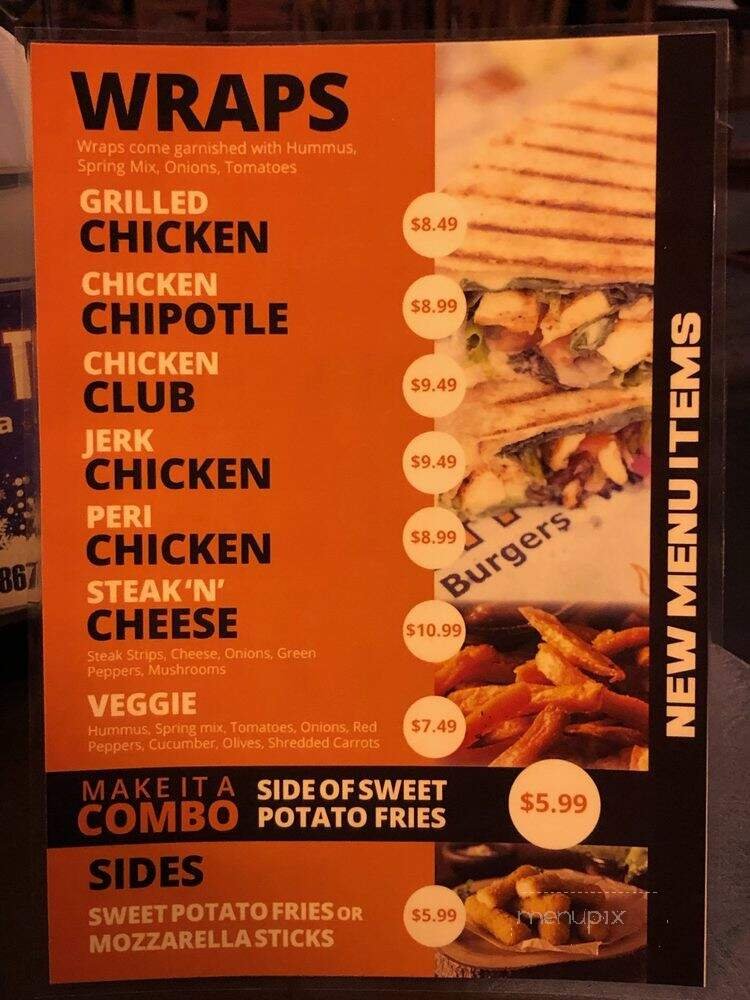 WRAPS
Wraps come garnished with Hummus,
Spring Mix, Onions, Tomatoes
GRILLED
CHICKEN
$8.49
CHICKEN
CHIPOTLE
$8.99
CHICKEN
CLUB
$9.49
JERK
CHICKEN
$9.49
PERI
CHICKEN
$8.99
STEAK 'N'
CHEESE
$10.99
Steak Strips, Cheese, Onions, Green
Peppers, Mushrooms
VEGGIE
$7.49
Hummus, Spring mix, Tomatoes, Onions, Red
Peppers, Cucumber, Olives, Shredded Carrots
MAKE IT A
COMBO
SIDE OF SWEET
POTATO FRIES
$5.99
SIDES
SWEET POTATO FRIES OR
MOZZARELLA STICKS
$5.99
NEW MENU ITEMS
Burgers
menupix
867